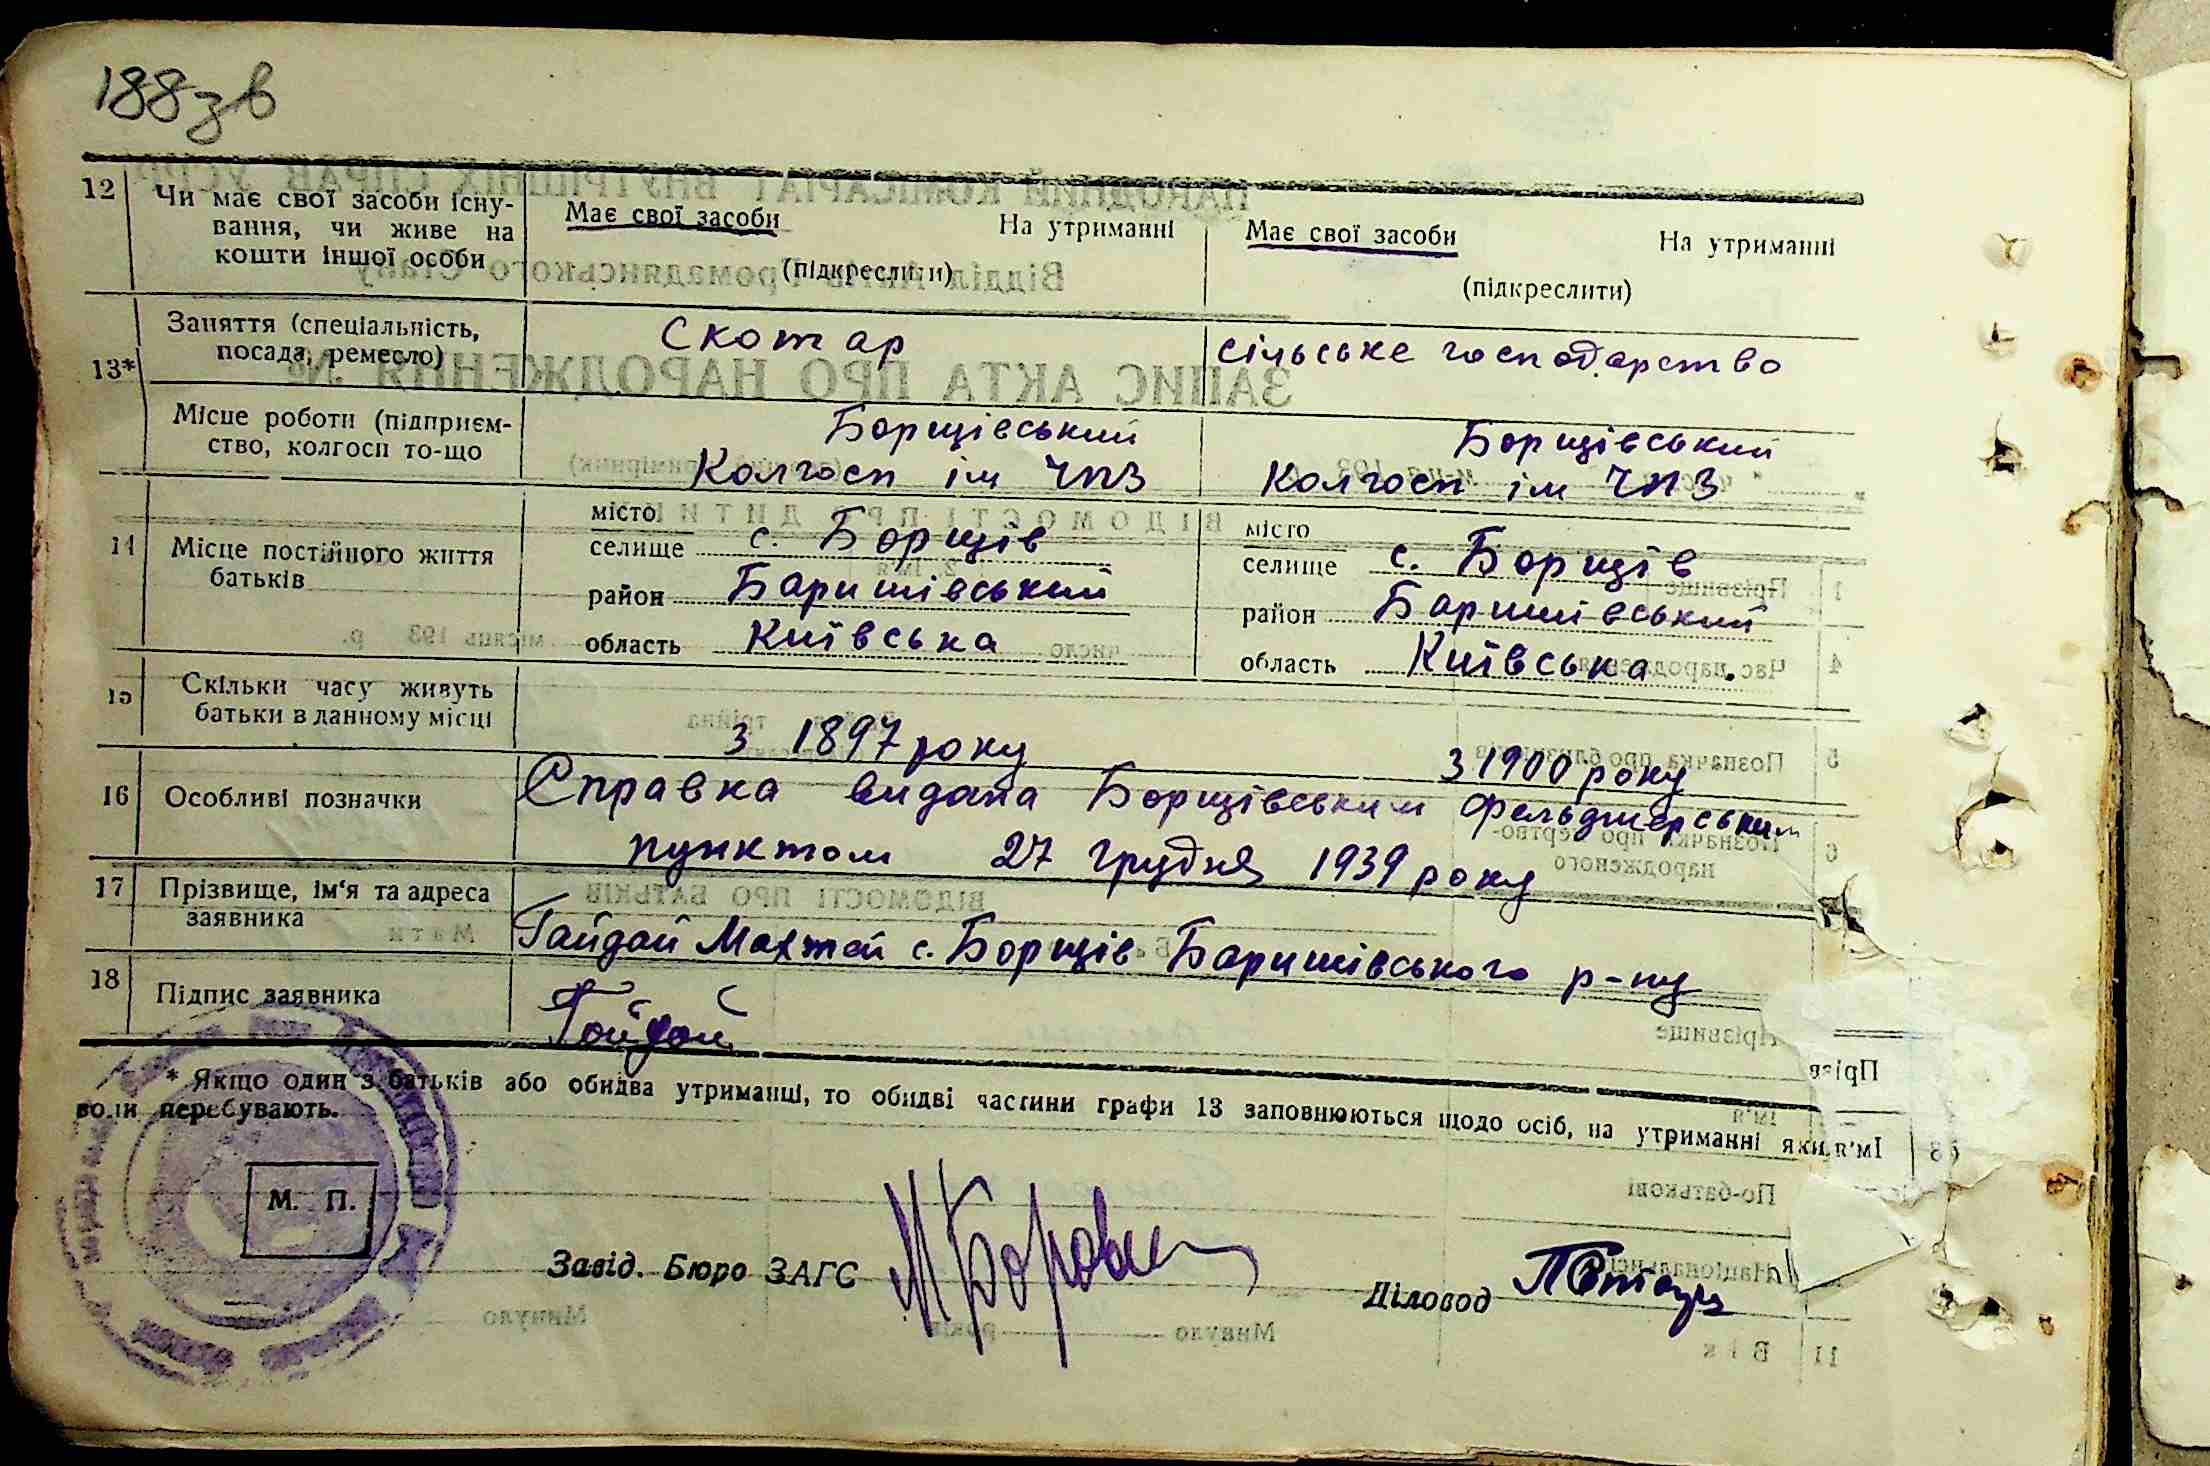 188 зв
12 Чи має свої засоби існу-
вання, чи живе на
кошти іншої особи
Має свої засоби На утриманні
(підкреслити)
Має свої засоби На утриманні
(підкреслити)
13* Заняття (спеціальність,
посада, ремесло)
Скотар
сільське господарство
Місце роботи (підприєм-
ство, колгосп то-що
Борщівський
Колгосп ім ЧПЗ
Борщівський
Колгосп ім ЧПЗ
14 Місце постійного життя
батьків
місто
селище с. Борщів
район Баришівський
область Київська
місто
селище с. Борщів
район Баришівський
область Київська.
15 Скільки часу живуть
батьки в данному місці
з 1897 року
з 1900 року
16 Особливі позначки
Справка видана Борщівським фельдшерським
пунктом 27 грудня 1939 року
17 Прізвище, ім'я та адреса
заявника
Гайдай с. Борщів Баришівського р-ну
18 Підпис заявника
Гайдай
* Якщо один з батьків або обидва утриманці, то обидві частини графи 13 заповнюються щодо осіб, на утриманні яких
вони перебувають.
М. П.
Завід. Бюро ЗАГС
Діловод